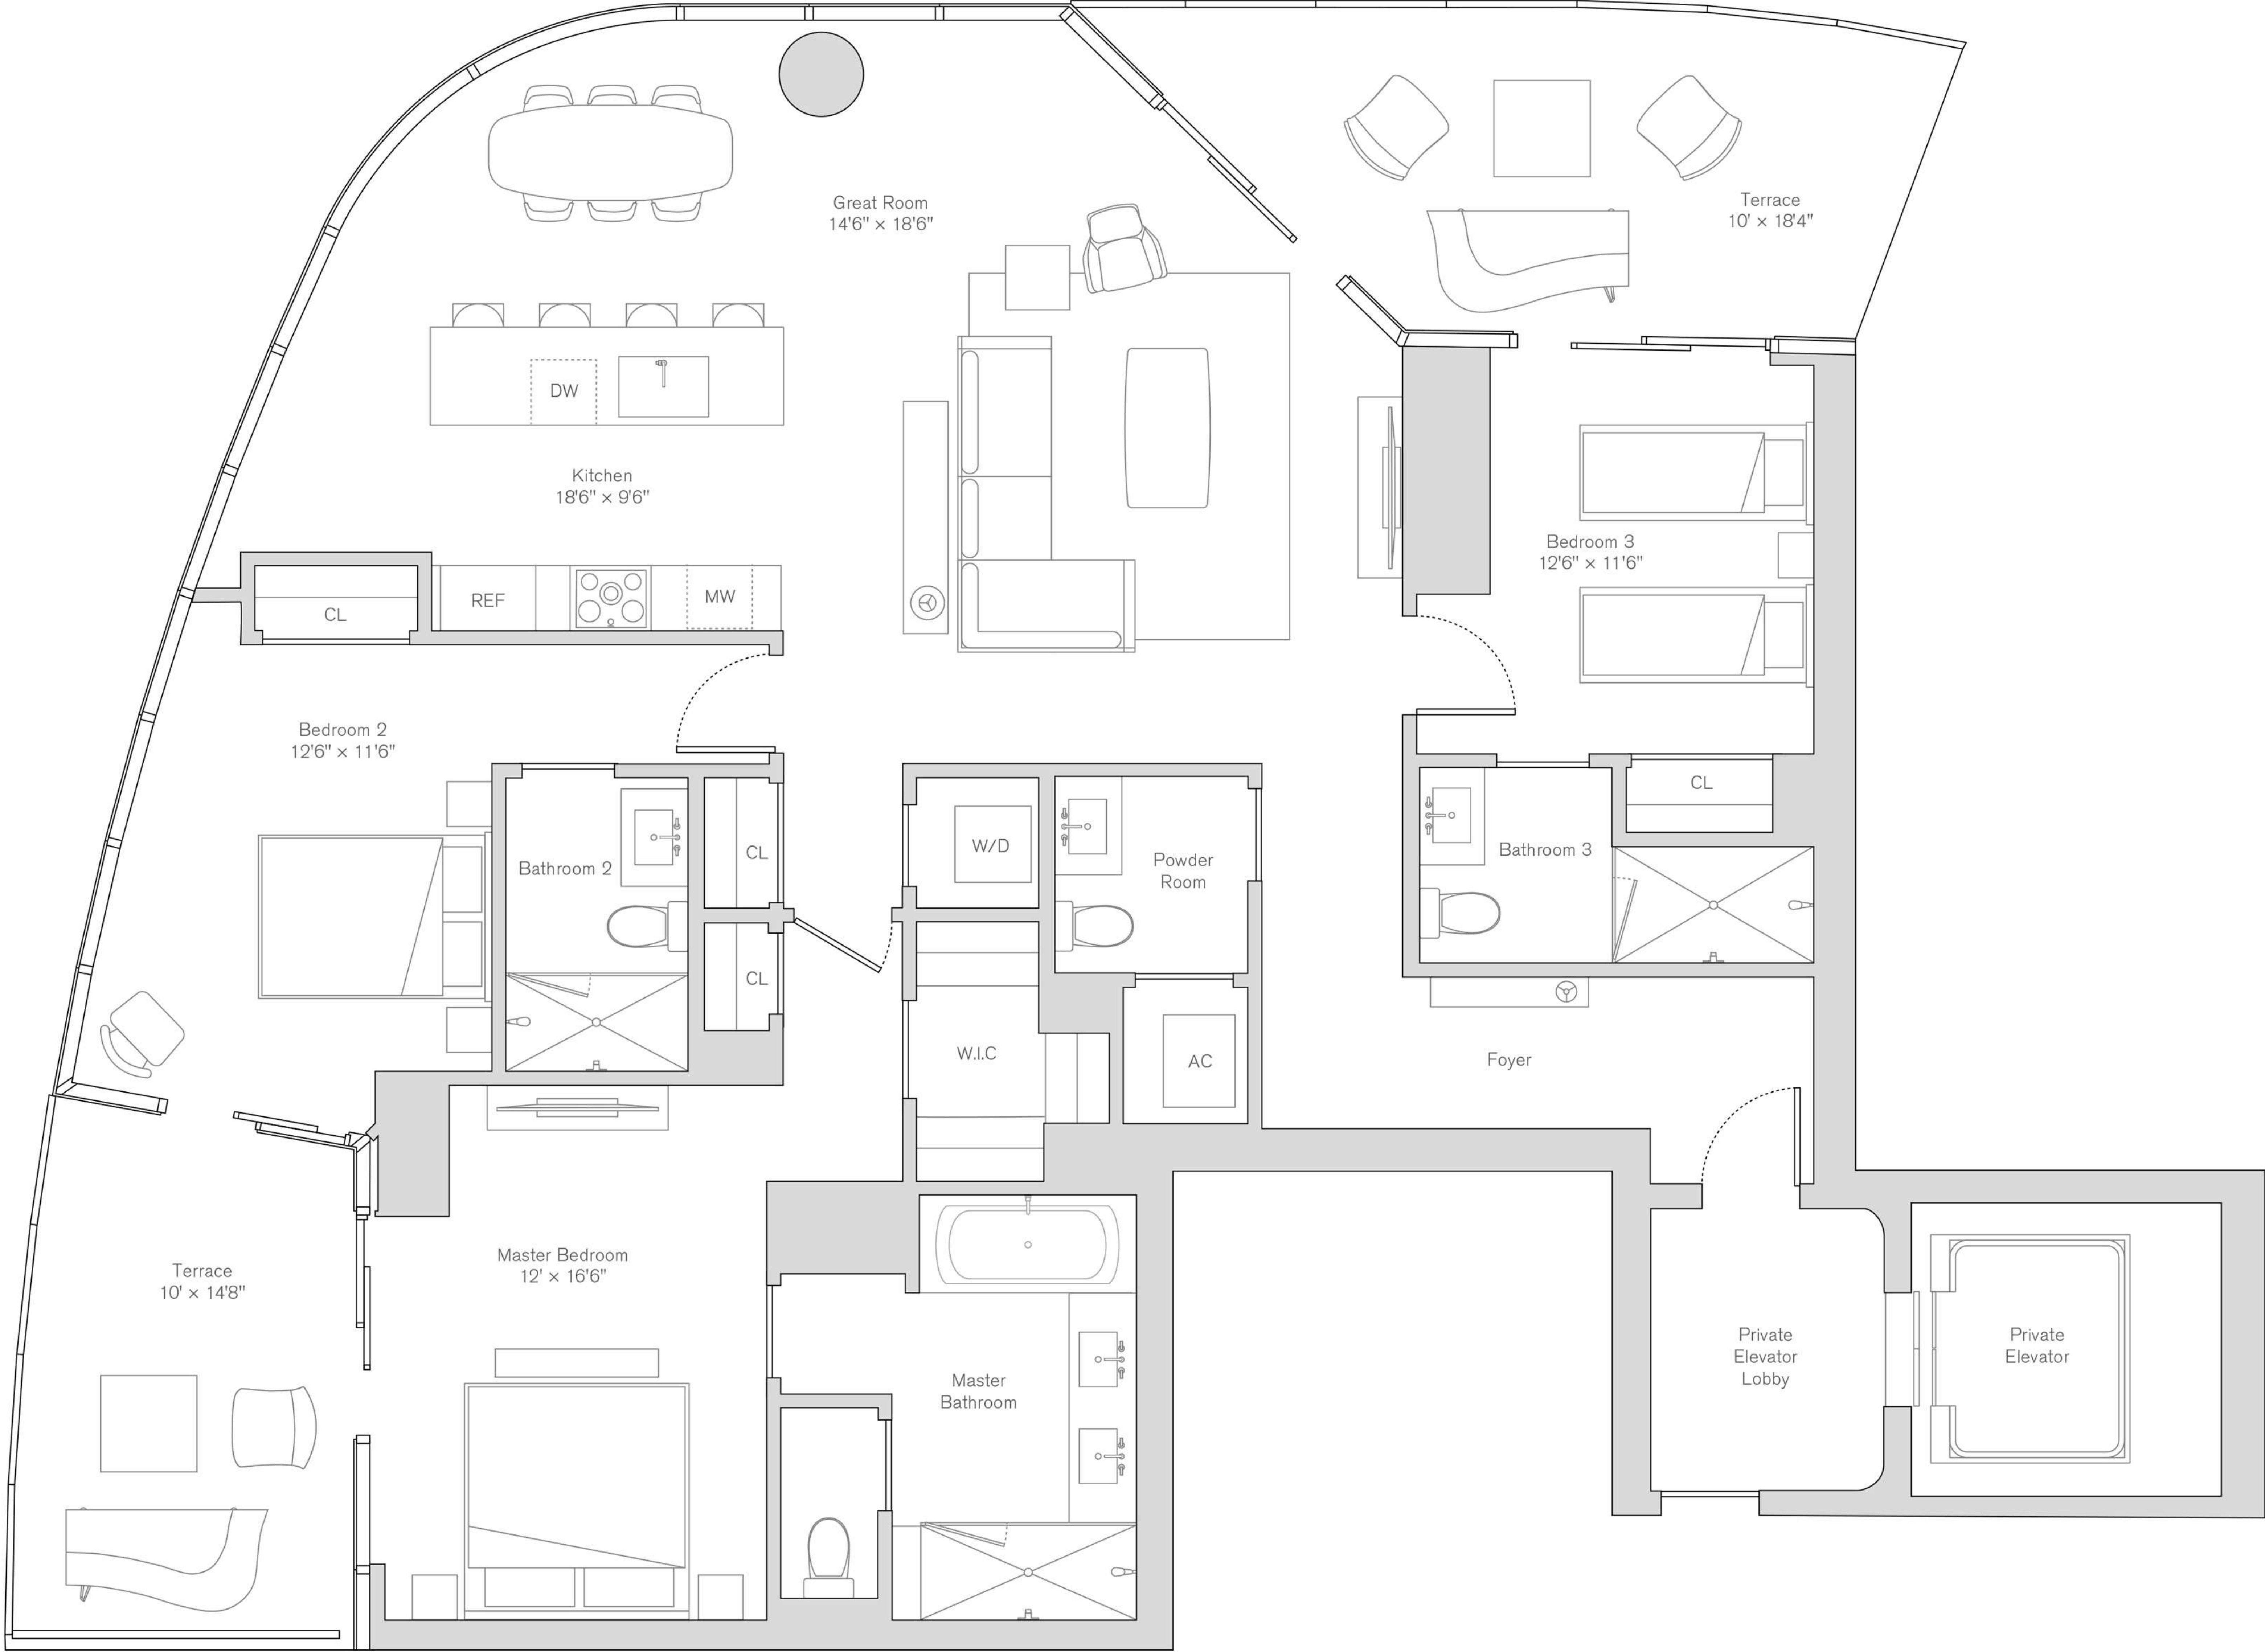 Great Room
14'6" × 18'6"
Terrace
10' × 18'4"
DW
Kitchen
18'6" × 9'6"
Bedroom 3
12'6" × 11'6"
CL
REF
MW
Bedroom 2
12'6" × 11'6"
CL
Bathroom 2
CL
W/D
Powder
Room
Bathroom 3
CL
W.I.C
AC
Foyer
Master Bedroom
12' × 16'6"
Terrace
10' × 14'8"
Master
Bathroom
Private
Elevator
Lobby
Private
Elevator